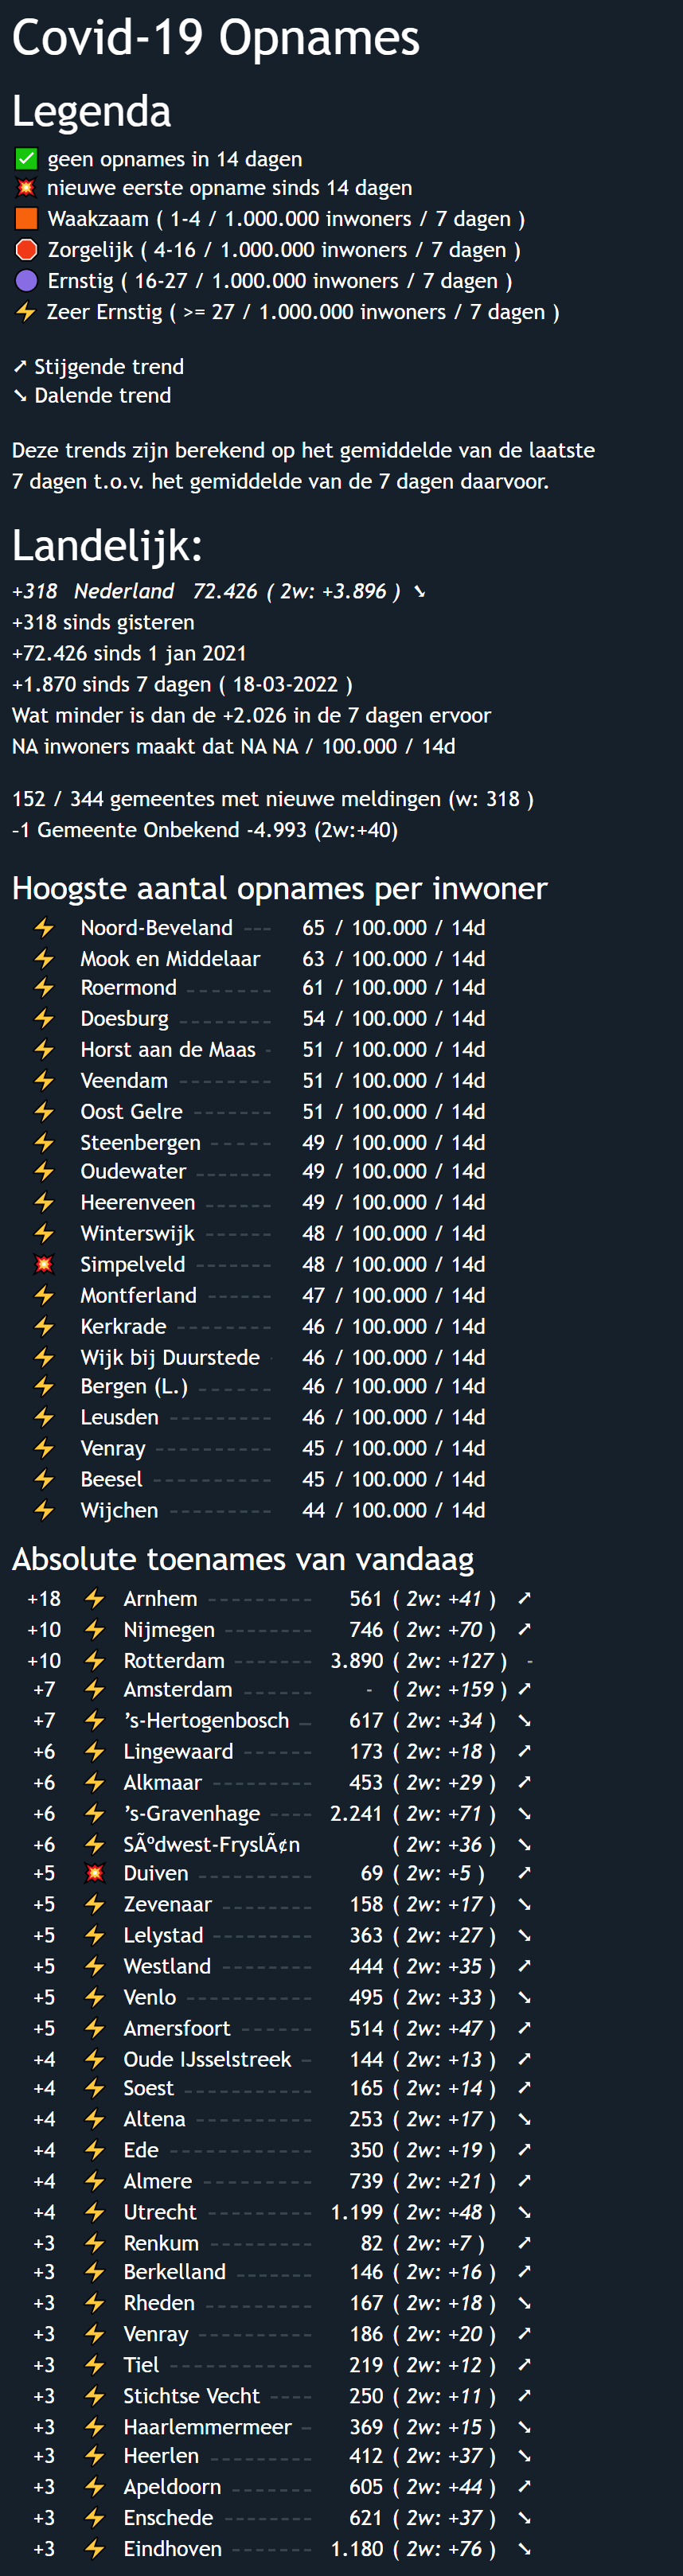 Covid-19 Opnames
Legenda
✅ geen opnames in 14 dagen
💥 nieuwe eerste opname sinds 14 dagen
🟧 Waakzaam ( 1-4 / 1.000.000 inwoners / 7 dagen )
🛑 Zorgelijk ( 4-16 / 1.000.000 inwoners / 7 dagen )
🟣 Ernstig ( 16-27 / 1.000.000 inwoners / 7 dagen )
⚡ Zeer Ernstig ( >= 27 / 1.000.000 inwoners / 7 dagen )
➚ Stijgende trend
➘ Dalende trend
Deze trends zijn berekend op het gemiddelde van de laatste
7 dagen t.o.v. het gemiddelde van de 7 dagen daarvoor.
Landelijk:
+318 Nederland 72.426 ( 2w: +3.896 ) ➘
+318 sinds gisteren
+72.426 sinds 1 jan 2021
+1.870 sinds 7 dagen ( 18-03-2022 )
Wat minder is dan de +2.026 in de 7 dagen ervoor
NA inwoners maakt dat NA NA / 100.000 / 14d
152 / 344 gemeentes met nieuwe meldingen (w: 318 )
-1 Gemeente Onbekend -4.993 (2w:+40)
Hoogste aantal opnames per inwoner
⚡ Noord-Beveland --- 65 / 100.000 / 14d
⚡ Mook en Middelaar 63 / 100.000 / 14d
⚡ Roermond ------- 61 / 100.000 / 14d
⚡ Doesburg -------- 54 / 100.000 / 14d
⚡ Horst aan de Maas - 51 / 100.000 / 14d
⚡ Veendam -------- 51 / 100.000 / 14d
⚡ Oost Gelre ------- 51 / 100.000 / 14d
⚡ Steenbergen ----- 49 / 100.000 / 14d
⚡ Oudewater ------- 49 / 100.000 / 14d
⚡ Heerenveen ------ 49 / 100.000 / 14d
⚡ Winterswijk ------ 48 / 100.000 / 14d
💥 Simpelveld ------- 48 / 100.000 / 14d
⚡ Montferland ------ 47 / 100.000 / 14d
⚡ Kerkrade -------- 46 / 100.000 / 14d
⚡ Wijk bij Duurstede - 46 / 100.000 / 14d
⚡ Bergen (L.) ------ 46 / 100.000 / 14d
⚡ Leusden --------- 46 / 100.000 / 14d
⚡ Venray ---------- 45 / 100.000 / 14d
⚡ Beesel ---------- 45 / 100.000 / 14d
⚡ Wijchen --------- 44 / 100.000 / 14d
Absolute toenames van vandaag
+18 ⚡ Arnhem --------- 561 ( 2w: +41 ) ➚
+10 ⚡ Nijmegen ------- 746 ( 2w: +70 ) ➚
+10 ⚡ Rotterdam ------- 3.890 ( 2w: +127 ) -
+7 ⚡ Amsterdam ------ - ( 2w: +159 ) ➚
+7 ⚡ ’s-Hertogenbosch - 617 ( 2w: +34 ) ➘
+6 ⚡ Lingewaard ------ 173 ( 2w: +18 ) ➚
+6 ⚡ Alkmaar -------- 453 ( 2w: +29 ) ➚
+6 ⚡ ’s-Gravenhage ---- 2.241 ( 2w: +71 ) ➘
+6 ⚡ SÃºdwest-FryslÃ¢n ( 2w: +36 ) ➘
+5 💥 Duiven --------- 69 ( 2w: +5 ) ➚
+5 ⚡ Zevenaar ------- 158 ( 2w: +17 ) ➘
+5 ⚡ Lelystad -------- 363 ( 2w: +27 ) ➘
+5 ⚡ Westland ------- 444 ( 2w: +35 ) ➚
+5 ⚡ Venlo ---------- 495 ( 2w: +33 ) ➘
+5 ⚡ Amersfoort ------ 514 ( 2w: +47 ) ➚
+4 ⚡ Oude IJsselstreek - 144 ( 2w: +13 ) ➚
+4 ⚡ Soest ---------- 165 ( 2w: +14 ) ➚
+4 ⚡ Altena --------- 253 ( 2w: +17 ) ➘
+4 ⚡ Ede ----------- 350 ( 2w: +19 ) ➚
+4 ⚡ Almere --------- 739 ( 2w: +21 ) ➚
+4 ⚡ Utrecht -------- 1.199 ( 2w: +48 ) ➘
+3 ⚡ Renkum -------- 82 ( 2w: +7 ) ➚
+3 ⚡ Berkelland ------ 146 ( 2w: +16 ) ➚
+3 ⚡ Rheden -------- 167 ( 2w: +18 ) ➘
+3 ⚡ Venray --------- 186 ( 2w: +20 ) ➚
+3 ⚡ Tiel ----------- 219 ( 2w: +12 ) ➚
+3 ⚡ Stichtse Vecht ---- 250 ( 2w: +11 ) ➚
+3 ⚡ Haarlemmermeer - 369 ( 2w: +15 ) ➘
+3 ⚡ Heerlen -------- 412 ( 2w: +37 ) ➘
+3 ⚡ Apeldoorn ------- 605 ( 2w: +44 ) ➚
+3 ⚡ Enschede ------- 621 ( 2w: +37 ) ➘
+3 ⚡ Eindhoven ------- 1.180 ( 2w: +76 ) ➘